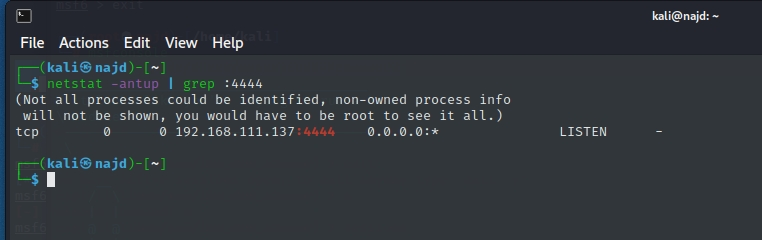 kali@najd: ~
File Actions Edit View Help
┌──(kali㉿najd)-[~]
└─$ netstat -antup | grep :4444
(Not all processes could be identified, non-owned process info
will not be shown, you would have to be root to see it all.)
tcp 0 0 192.168.111.137:4444 0.0.0.0:* LISTEN -
┌──(kali㉿najd)-[~]
└─$